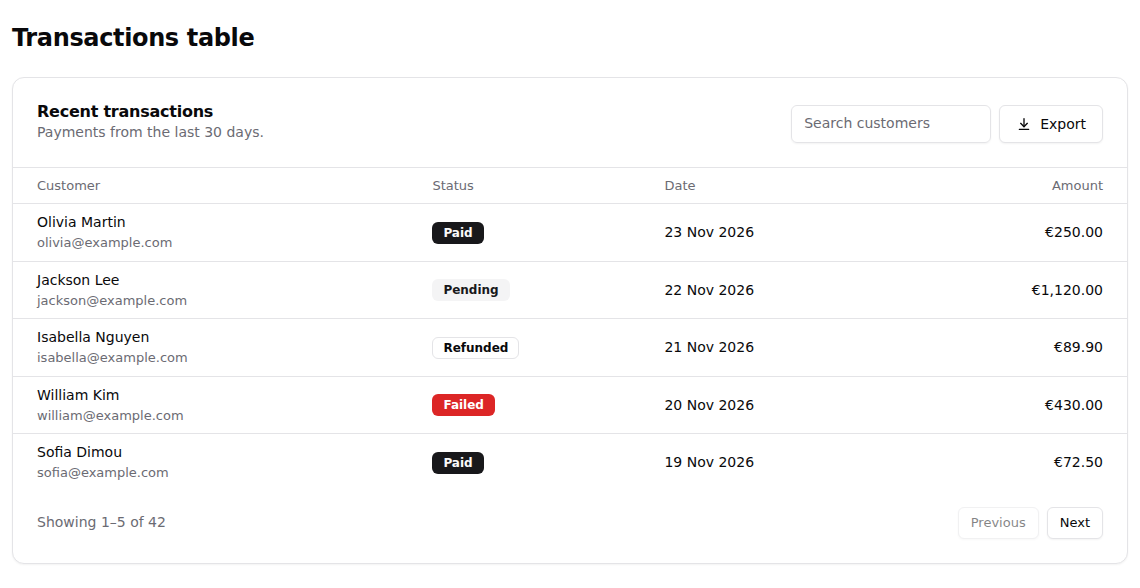 Transactions table
Recent transactions
Payments from the last 30 days.
Search customers
Export
Customer Status Date Amount
Olivia Martin
olivia@example.com
Paid 23 Nov 2026 €250.00
Jackson Lee
jackson@example.com
Pending 22 Nov 2026 €1,120.00
Isabella Nguyen
isabella@example.com
Refunded 21 Nov 2026 €89.90
William Kim
william@example.com
Failed 20 Nov 2026 €430.00
Sofia Dimou
sofia@example.com
Paid 19 Nov 2026 €72.50
Showing 1–5 of 42
Previous Next